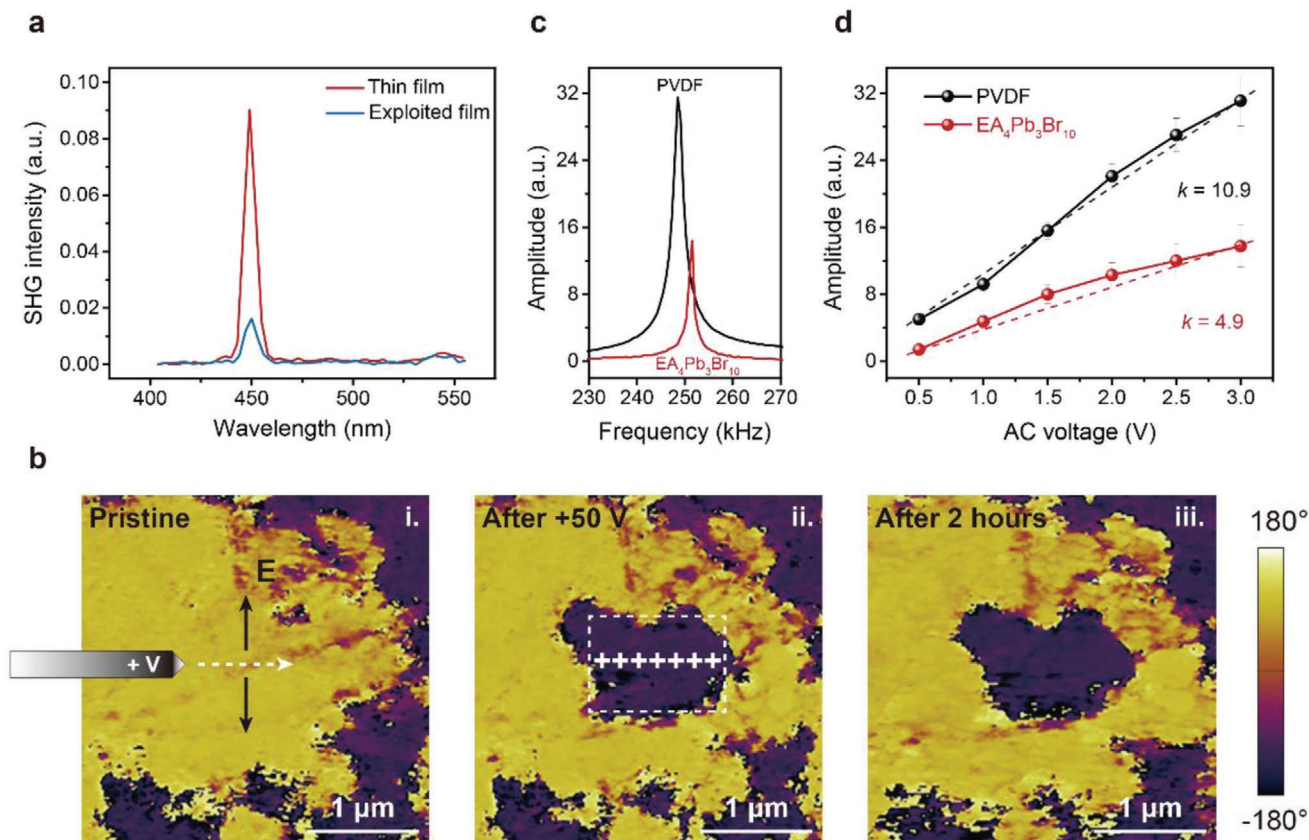 a
SHG intensity (a.u.)
0.10
0.08
0.06
0.04
0.02
0.00
Thin film
Exploited film
400
450
500
550
Wavelength (nm)
c
Amplitude (a.u.)
32
24
16
8
0
PVDF
EA₄Pb₃Br₁₀
230 240 250 260 270
Frequency (kHz)
d
Amplitude (a.u.)
32
24
16
8
0
PVDF
EA₄Pb₃Br₁₀
k = 10.9
k = 4.9
0.5 1.0 1.5 2.0 2.5 3.0
AC voltage (V)
b
Pristine
i.
E
+ V
1 µm
After +50 V
ii.
+++++++
1 µm
After 2 hours
iii.
1 µm
180°
-180°